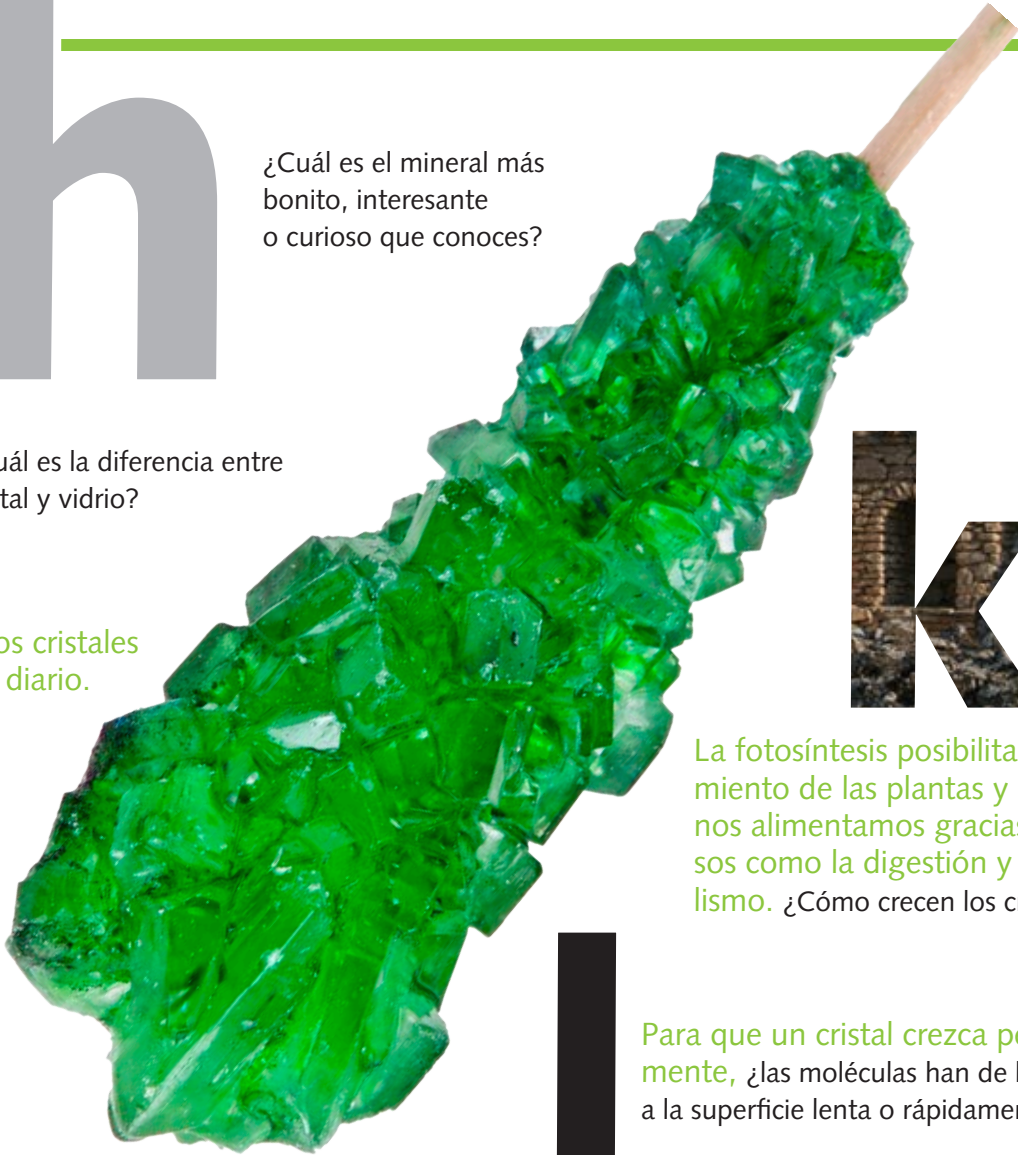 h
¿Cuál es el mineral más
bonito, interesante
o curioso que conoces?
uál es la diferencia entre
tal y vidrio?
os cristales
diario.
k
La fotosíntesis posibilita
miento de las plantas y
nos alimentamos gracias
sos como la digestión y
lismo. ¿Cómo crecen los c
l
Para que un cristal crezca pe
mente, ¿las moléculas han de l
a la superficie lenta o rápidame